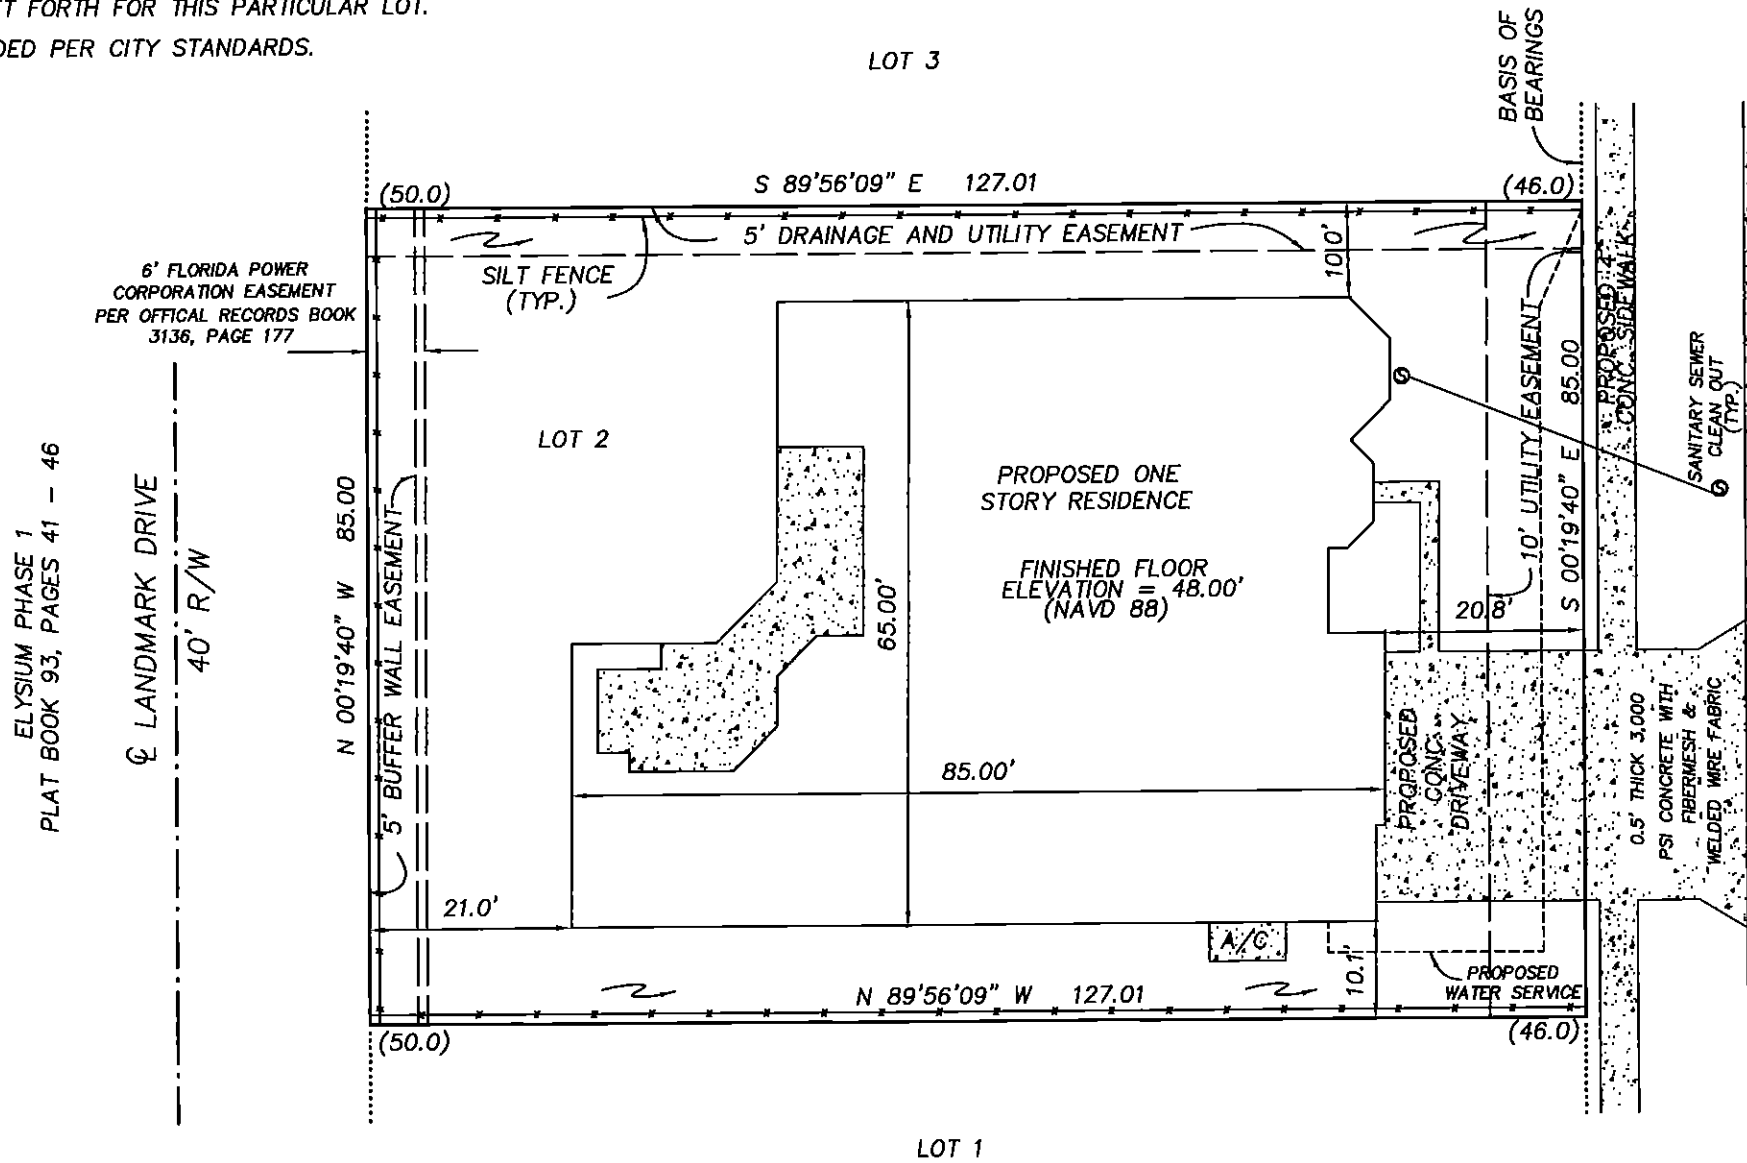 FORTH FOR THIS PARTICULAR LOT.
PER CITY STANDARDS.
LOT 3
BASIS OF
BEARINGS
(50.0)
S 89'56'09" E 127.01
(46.0)
5' DRAINAGE AND UTILITY EASEMENT
10.0'
SILT FENCE
(TYP.)
6' FLORIDA POWER
CORPORATION EASEMENT
PER OFFICAL RECORDS BOOK
3136, PAGE 177
PROPOSED 4'
CONC. SIDEWALK
10' UTILITY EASEMENT
S 00'19'40" E 85.00
SANITARY SEWER
CLEAN OUT
(TYP.)
LOT 2
PROPOSED ONE
STORY RESIDENCE
FINISHED FLOOR
ELEVATION = 48.00'
(NAVD 88)
ELYSIUM PHASE 1
PLAT BOOK 93, PAGES 41 - 46
℄ LANDMARK DRIVE
40' R/W
N 00'19'40" W 85.00
5' BUFFER WALL EASEMENT
65.00'
20.8'
85.00'
PROPOSED
CONC.
DRIVEWAY
0.5' THICK 3,000
PSI CONCRETE WITH
FIBERMESH &
WELDED WIRE FABRIC
21.0'
A/C
10.1'
PROPOSED
WATER SERVICE
N 89'56'09" W 127.01
(50.0)
(46.0)
LOT 1